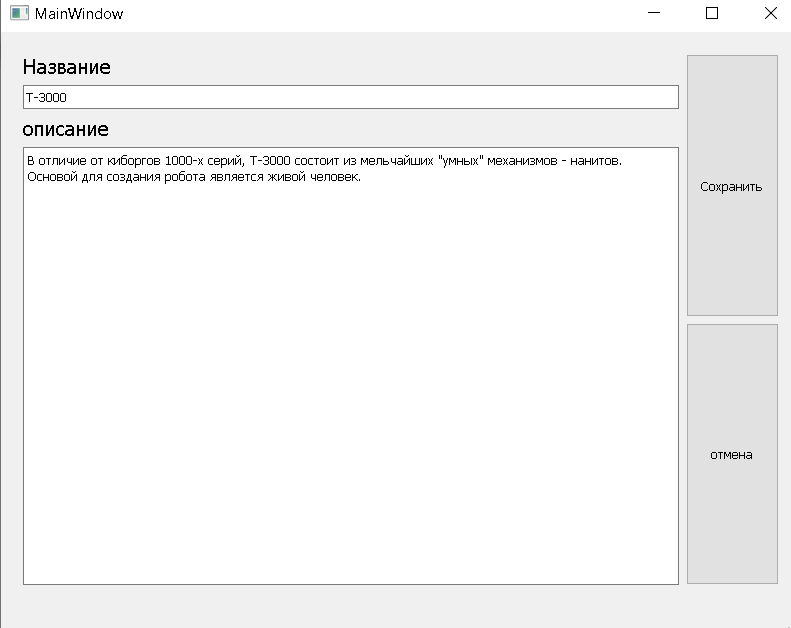 MainWindow
Название
T-3000
описание
В отличие от киборгов 1000-х серий, Т-3000 состоит из мельчайших "умных" механизмов - нанитов.
Основой для создания робота является живой человек.
Сохранить
отмена